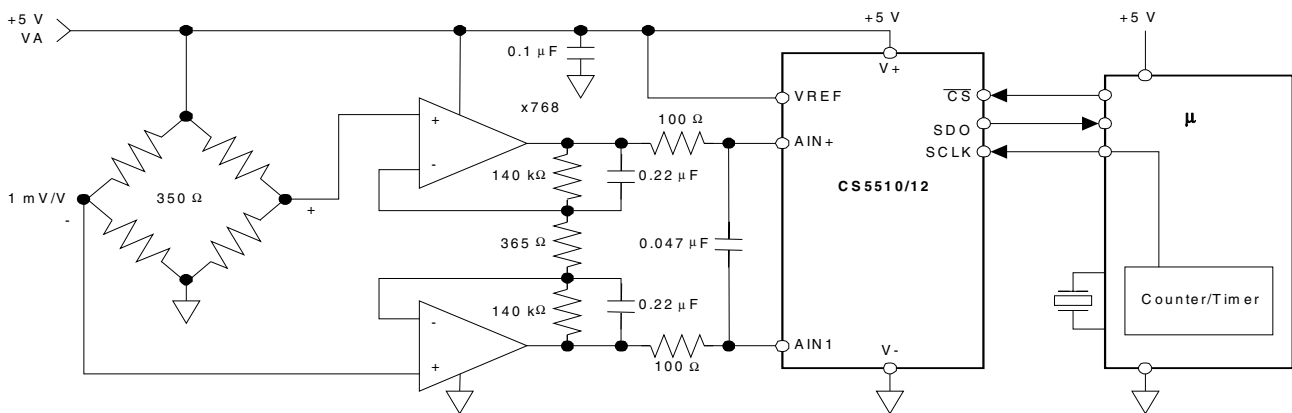 +5 V
VA
+5 V
+5 V
0.1 µF
V+
x768
VREF
CS
µ
+
100 Ω
SDO
-
AIN+
SCLK
140 kΩ
0.22 µF
CS5510/12
1 mV/V
-
350 Ω
+
365 Ω
0.047 µF
0.22 µF
140 kΩ
Counter/Timer
-
+
100 Ω
AIN1
V-